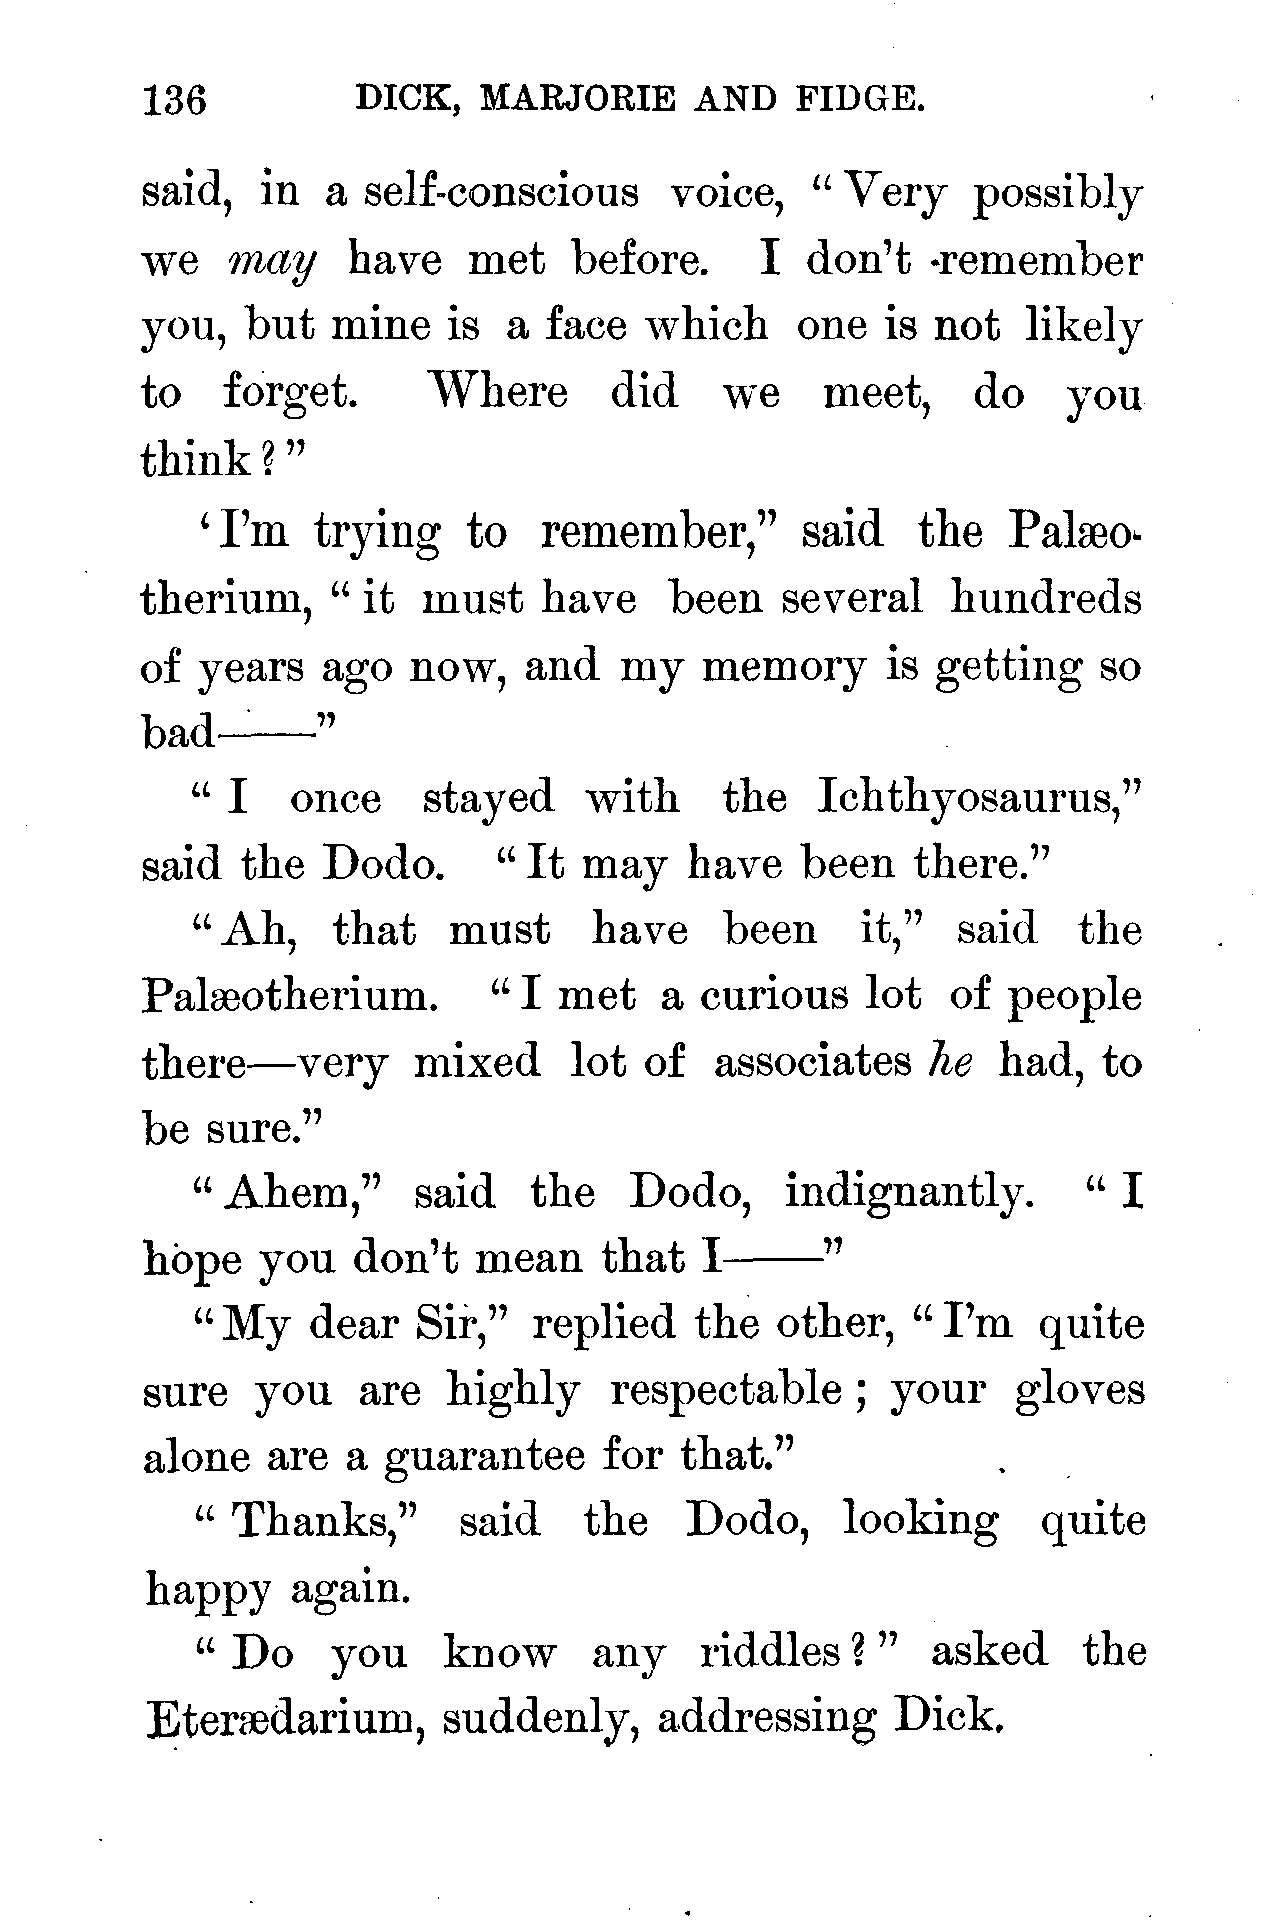 136 DICK, MARJORIE AND FIDGE.
said, in a self-conscious voice, “ Very possibly
we may have met before. I don’t remember
you, but mine is a face which one is not likely
to forget. Where did we meet, do you
think ? ”
‘ I’m trying to remember,” said the Palæo-
therium, “ it must have been several hundreds
of years ago now, and my memory is getting so
bad——”
“ I once stayed with the Ichthyosaurus,”
said the Dodo. “ It may have been there.”
“ Ah, that must have been it,” said the
Palæotherium. “ I met a curious lot of people
there—very mixed lot of associates he had, to
be sure.”
“ Ahem,” said the Dodo, indignantly. “ I
hope you don’t mean that I——”
“ My dear Sir,” replied the other, “ I’m quite
sure you are highly respectable ; your gloves
alone are a guarantee for that.”
“ Thanks,” said the Dodo, looking quite
happy again.
“ Do you know any riddles ? ” asked the
Eterædarium, suddenly, addressing Dick.